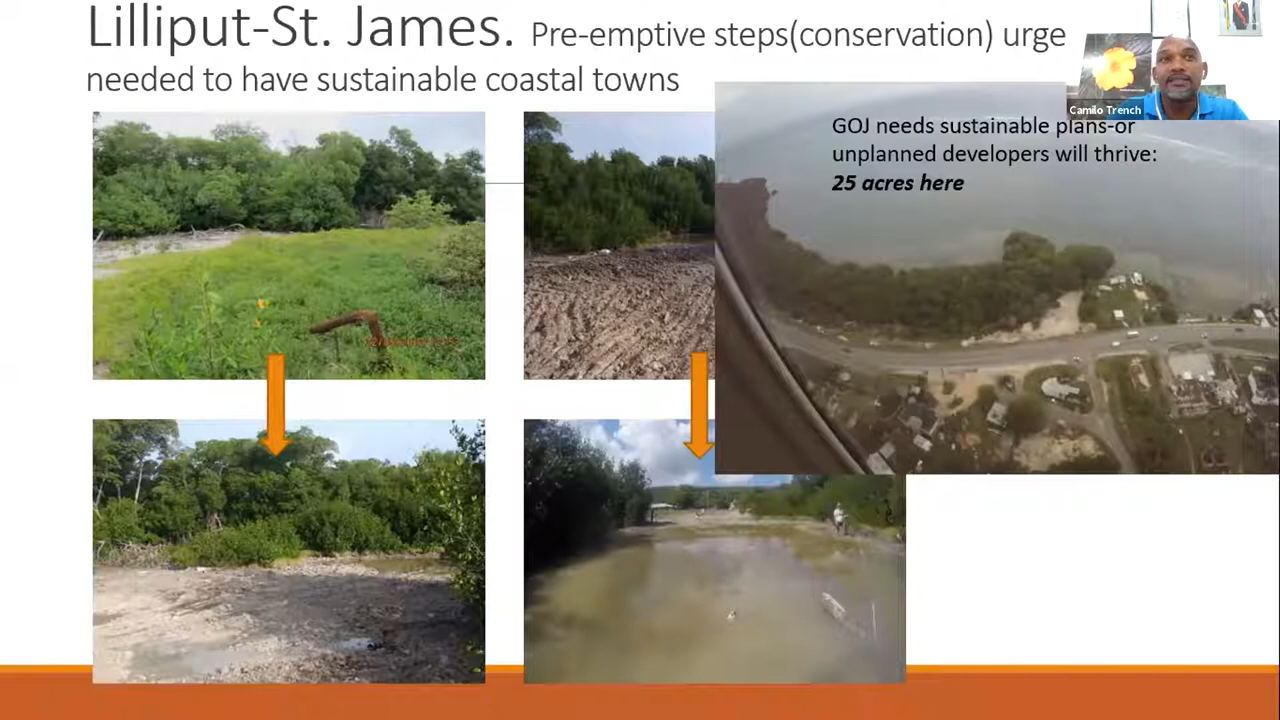 Lilliput-St. James. Pre-emptive steps(conservation) urge
needed to have sustainable coastal towns
Camilo Trench
GOJ needs sustainable plans-or
unplanned developers will thrive:
25 acres here